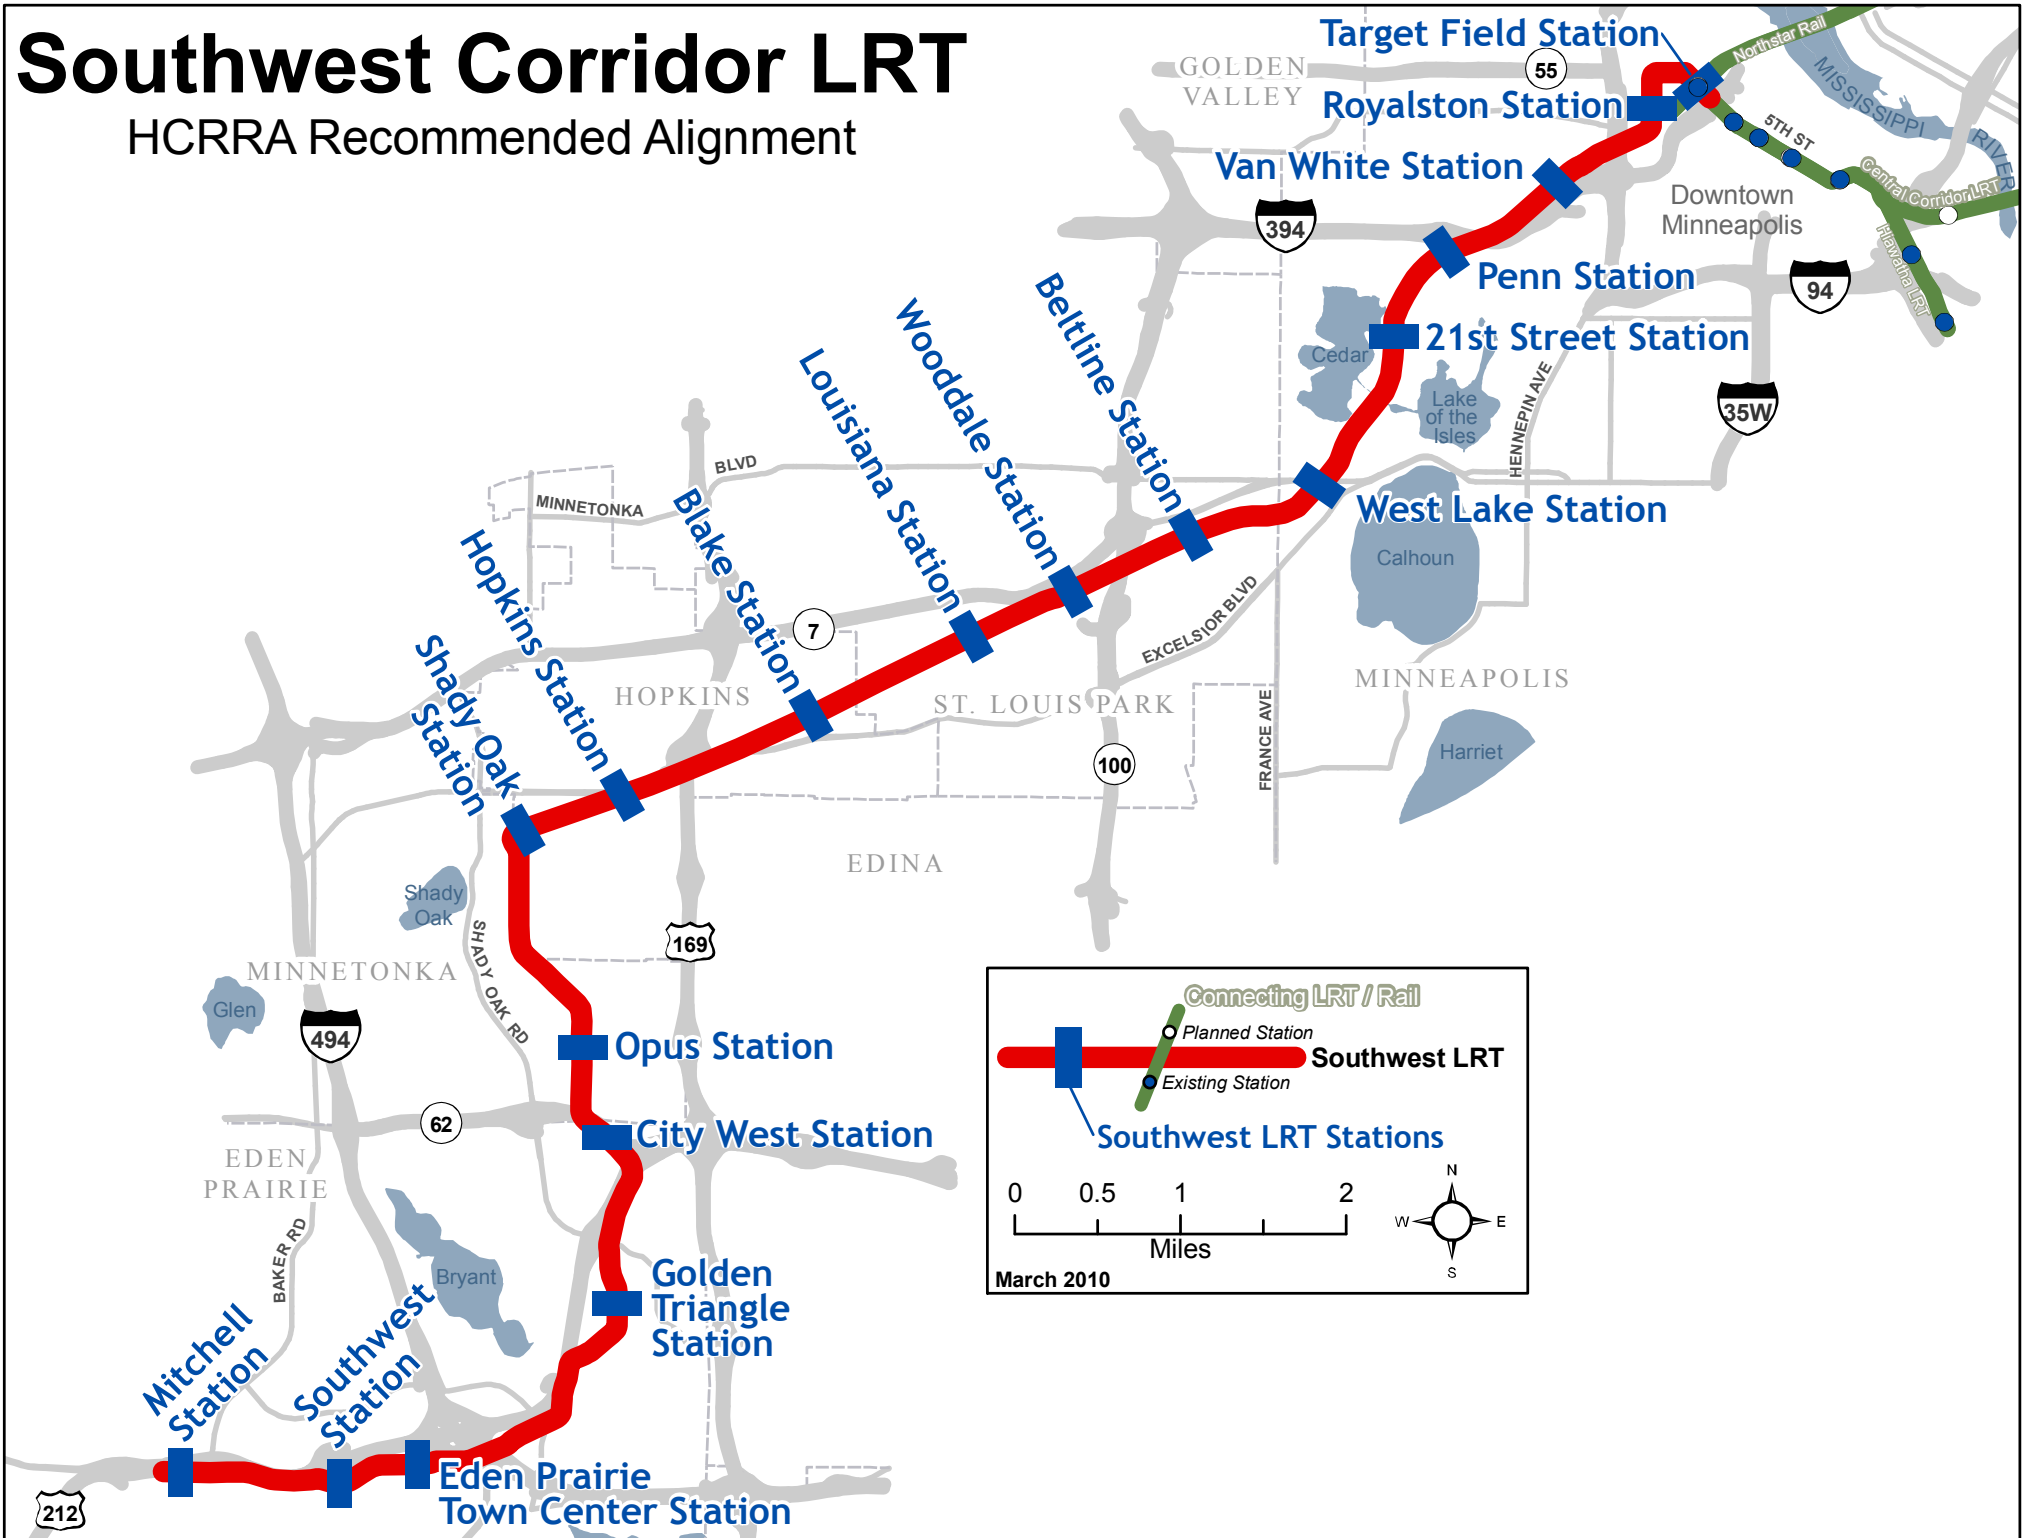 Southwest Corridor LRT
HCRRA Recommended Alignment
Target Field Station
Northstar Rail
GOLDEN
VALLEY
55
Royalston Station
MISSISSIPPI
RIVER
5TH ST
Van White Station
Central Corridor LRT
Downtown
Minneapolis
394
Hiawatha LRT
Penn Station
94
21st Street Station
Cedar
Lake
of the
Isles
HENNEPIN AVE
35W
Beltline Station
Wooddale Station
Louisiana Station
BLVD
MINNETONKA
Blake Station
Hopkins Station
West Lake Station
Calhoun
EXCELSIOR BLVD
7
Shady Oak
Station
HOPKINS
ST. LOUIS PARK
MINNEAPOLIS
FRANCE AVE
Harriet
100
EDINA
Shady
Oak
SHADY OAK RD
169
MINNETONKA
Glen
494
Opus Station
62
City West Station
EDEN
PRAIRIE
BAKER RD
Bryant
Golden
Triangle
Station
Mitchell
Station
Southwest
Station
Eden Prairie
Town Center Station
212
Connecting LRT / Rail
Planned Station
Southwest LRT
Existing Station
Southwest LRT Stations
0 0.5 1 2
Miles
N
W E
S
March 2010